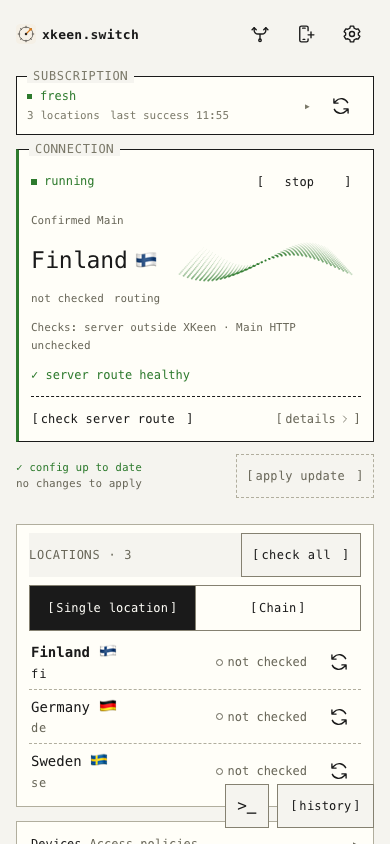 xkeen.switch
SUBSCRIPTION
fresh
3 locations last success 11:55
CONNECTION
running
[ stop ]
Confirmed Main
Finland
not checked routing
Checks: server outside XKeen · Main HTTP
unchecked
✓ server route healthy
[check server route ]
[details > ]
✓ config up to date
no changes to apply
[apply update ]
LOCATIONS · 3
[check all ]
[Single location]
[Chain]
Finland
fi
not checked
Germany
de
not checked
Sweden
se
not checked
>_
[history]
Devices Access policies